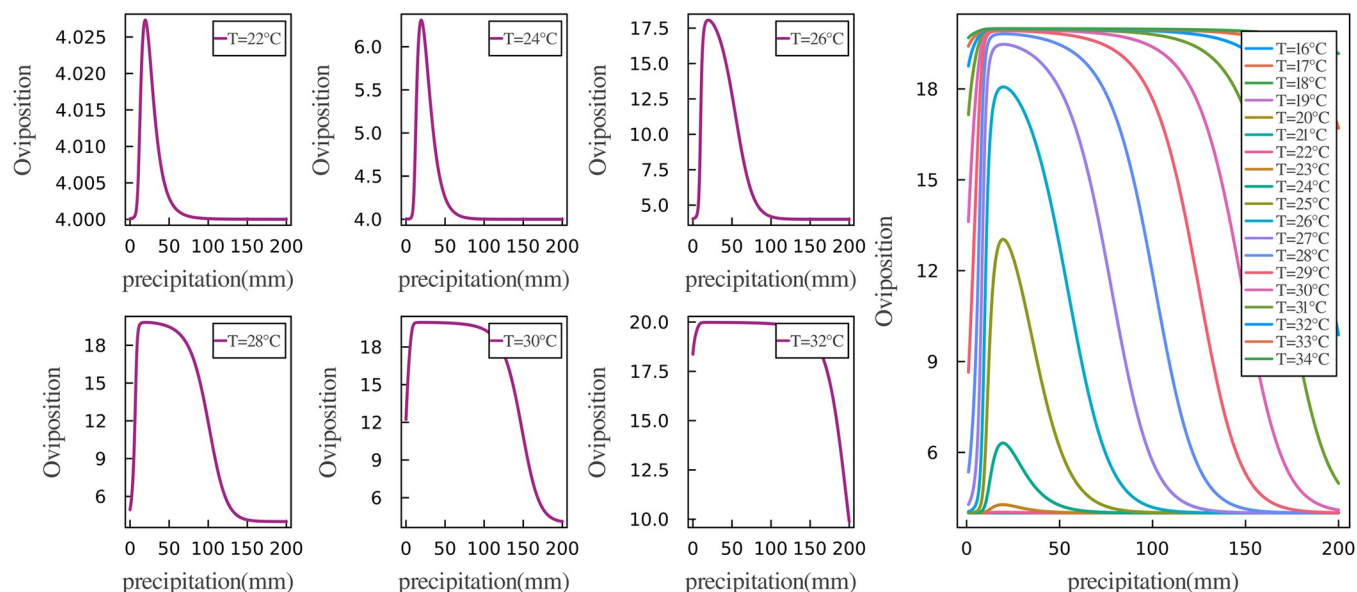 4.025
4.020
4.015
4.010
4.005
4.000
Oviposition
T=22°C
0 50 100 150 200
precipitation(mm)
6.0
5.5
5.0
4.5
4.0
Oviposition
T=24°C
0 50 100 150 200
precipitation(mm)
17.5
15.0
12.5
10.0
7.5
5.0
Oviposition
T=26°C
0 50 100 150 200
precipitation(mm)
18
15
12
9
6
Oviposition
T=28°C
0 50 100 150 200
precipitation(mm)
18
15
12
9
6
Oviposition
T=30°C
0 50 100 150 200
precipitation(mm)
20.0
17.5
15.0
12.5
10.0
Oviposition
T=32°C
0 50 100 150 200
precipitation(mm)
18
15
12
9
6
Oviposition
T=16°C
T=17°C
T=18°C
T=19°C
T=20°C
T=21°C
T=22°C
T=23°C
T=24°C
T=25°C
T=26°C
T=27°C
T=28°C
T=29°C
T=30°C
T=31°C
T=32°C
T=33°C
T=34°C
0 50 100 150 200
precipitation(mm)